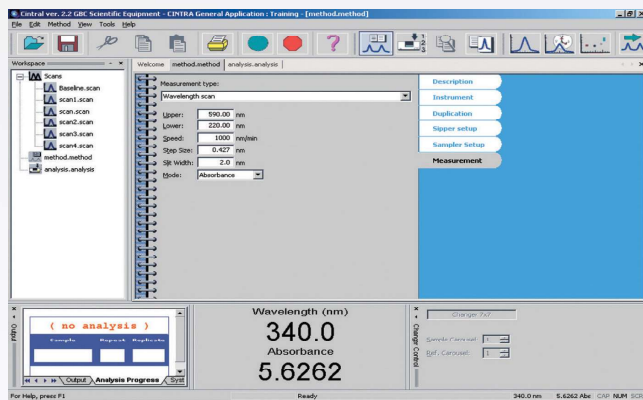 Cintral ver. 2.2 GBC Scientific Equipment - CINTRA General Application : Training - [method.method]
File Edit Method View Tools Help
Workspace
Welcome method.method analysis.analysis
Scans
Baseline.scan
scan1.scan
scan.scan
scan2.scan
scan3.scan
scan4.scan
method.method
analysis.analysis
Measurement type:
Wavelength scan
Upper: 590.00 nm
Lower: 220.00 nm
Speed: 1000 nm/min
Step Size: 0.427 nm
Slit Width: 2.0 nm
Mode: Absorbance
Description
Instrument
Duplication
Sipper setup
Sampler Setup
Measurement
Output
( no analysis )
Sample Repeat Replicate
Output Analysis Progress Syst
Wavelength (nm)
340.0
Absorbance
5.6262
Changer Control
Changer 7x7
Sample Carousel: 1
Ref. Carousel: 1
For Help, press F1 Ready 340.0 nm 5.6262 Abs CAP NUM SCR